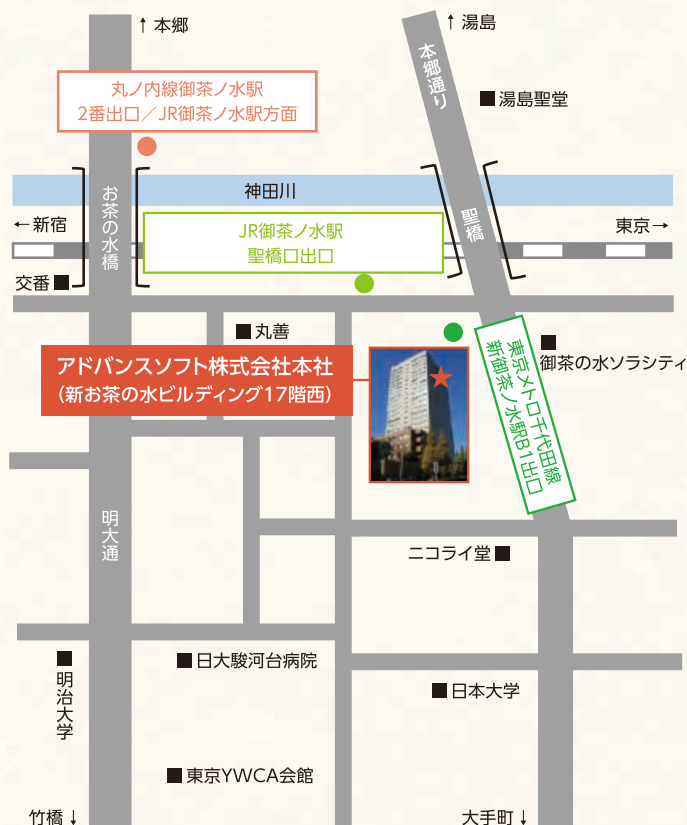 ↑本郷
↑湯島
本郷通り
■湯島聖堂
丸ノ内線御茶ノ水駅
2番出口／JR御茶ノ水駅方面
お茶の水橋
神田川
聖橋
←新宿
東京→
JR御茶ノ水駅
聖橋口出口
交番■
■丸善
アドバンスソフト株式会社本社
（新お茶の水ビルディング17階西）
■
御茶の水ソラシティ
東京メトロ千代田線
新御茶ノ水駅B1出口
明大通
ニコライ堂■
■明治大学
■日大駿河台病院
■日本大学
■東京YWCA会館
竹橋↓
大手町↓